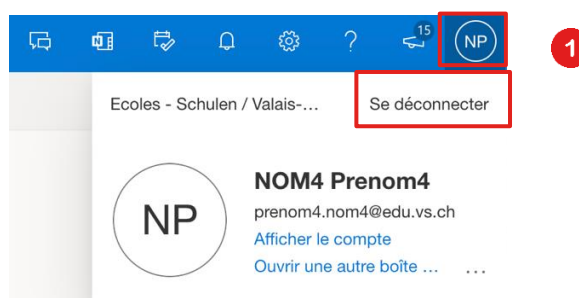 15
NP
1
Ecoles - Schulen / Valais-...
Se déconnecter
NP
NOM4 Prenom4
prenom4.nom4@edu.vs.ch
Afficher le compte
Ouvrir une autre boîte ...
...